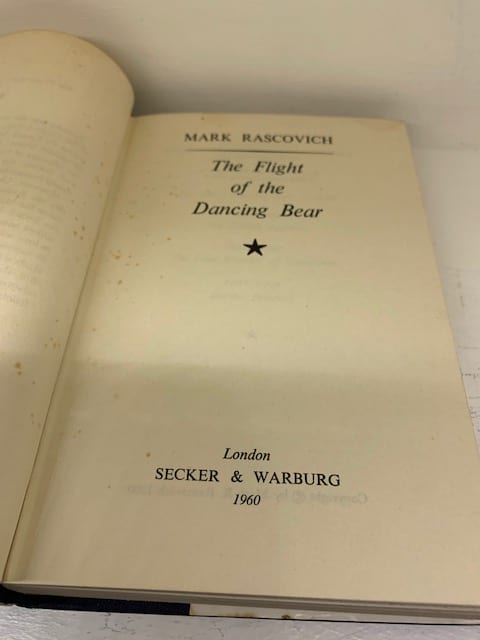 MARK RASCOVICH
The Flight
of the
Dancing Bear
London
SECKER & WARBURG
1960